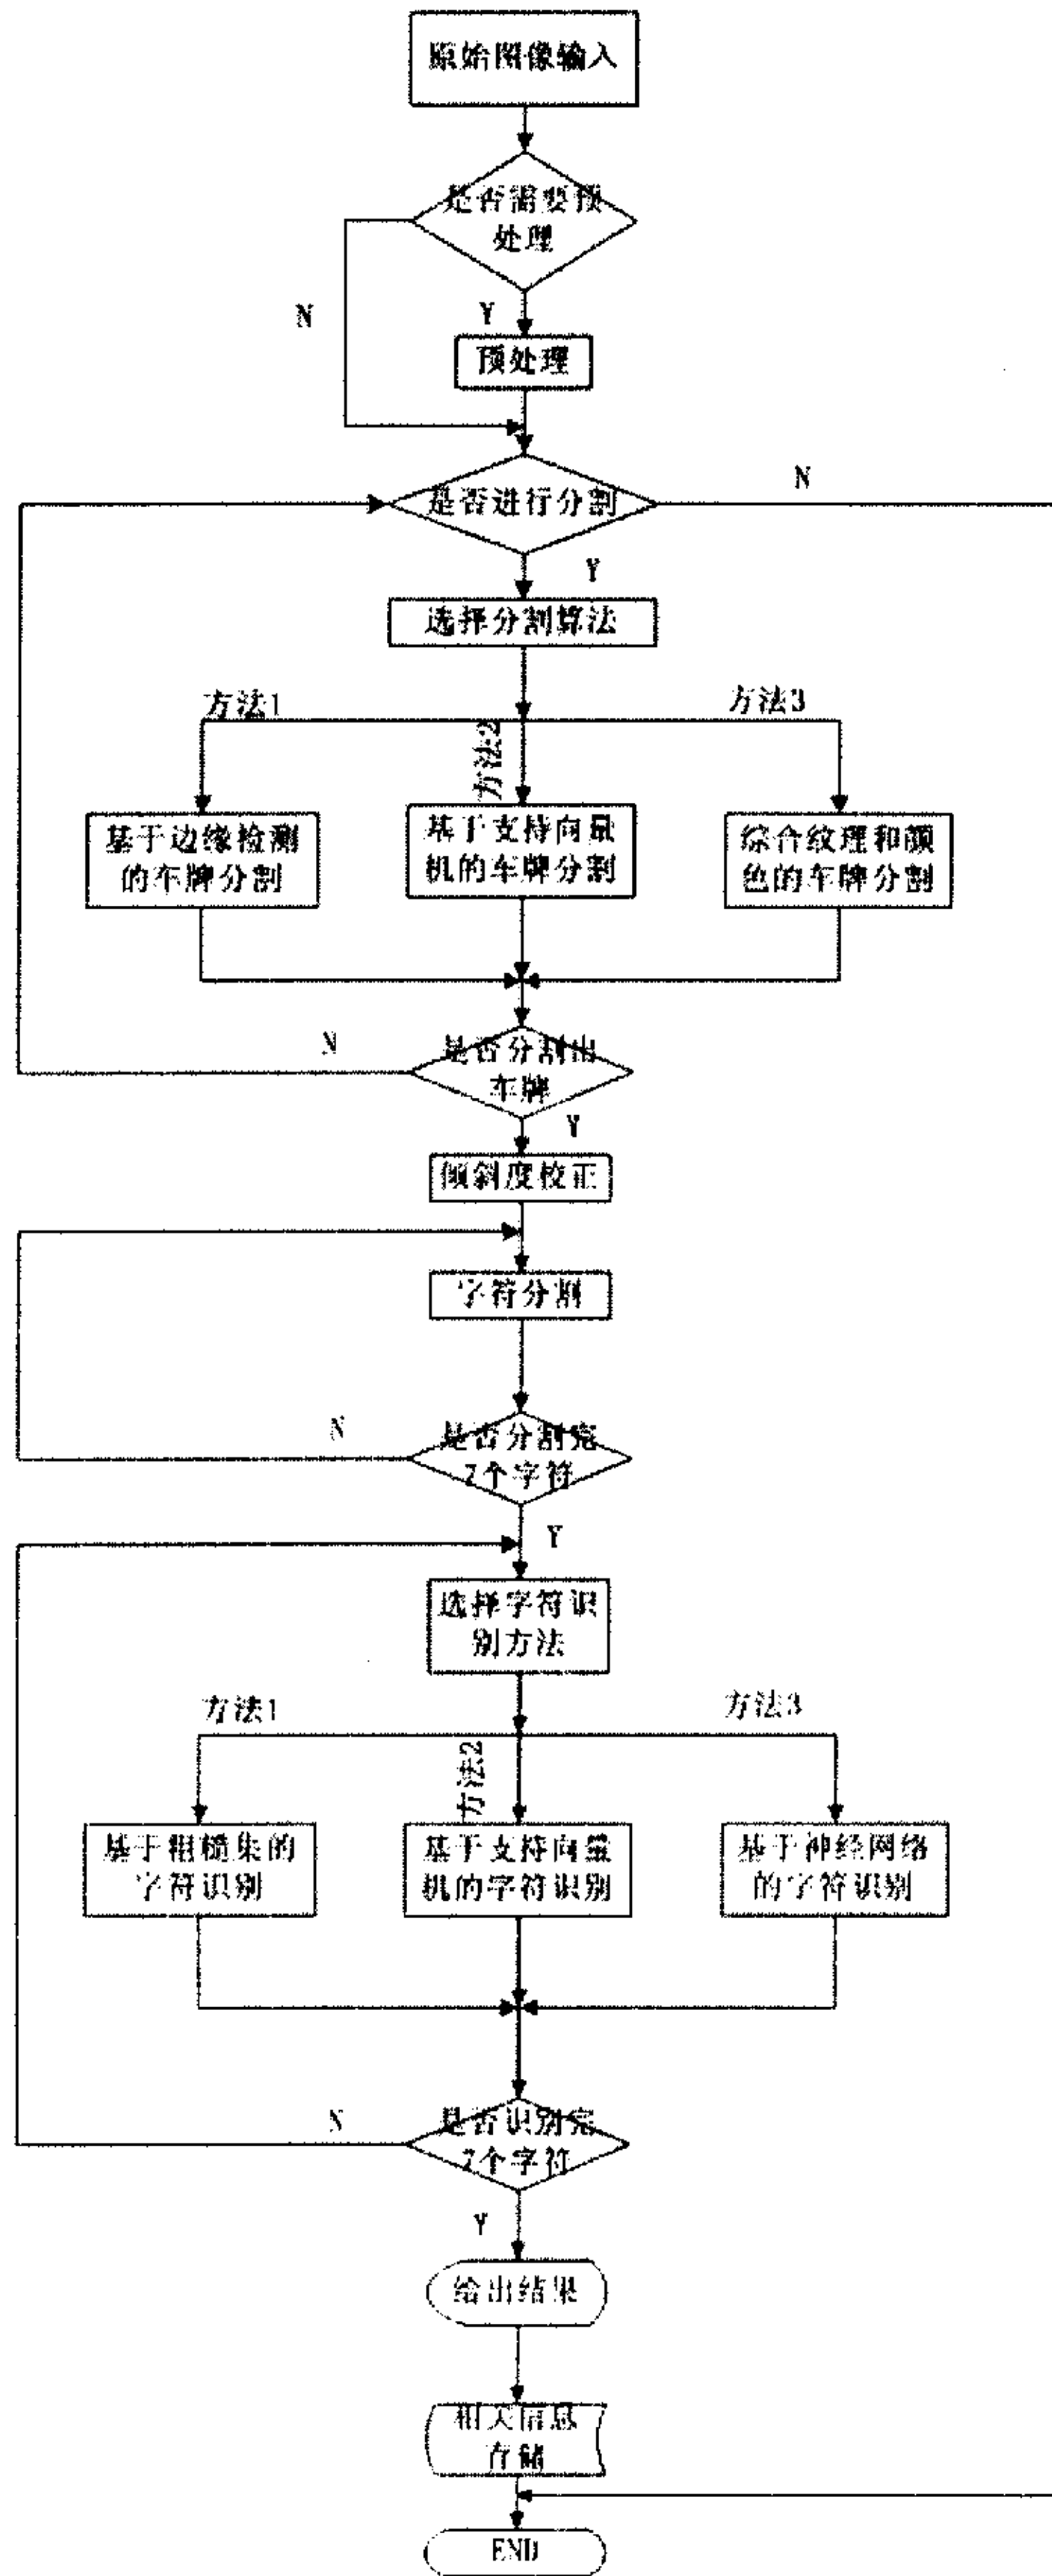 原始图像输入
是否需要预
处理
N
Y
预处理
是否进行分割
N
Y
选择分割算法
方法1
方法2
方法3
基于边缘检测
的车牌分割
基于支持向量
机的车牌分割
综合纹理和颜
色的车牌分割
是否分割出
车牌
N
Y
倾斜度校正
字符分割
是否分割完
7个字符
N
Y
选择字符识
别方法
方法1
方法2
方法3
基于粗糙集的
字符识别
基于支持向量
机的字符识别
基于神经网络
的字符识别
是否识别完
7个字符
N
Y
给出结果
相关信息
存储
END